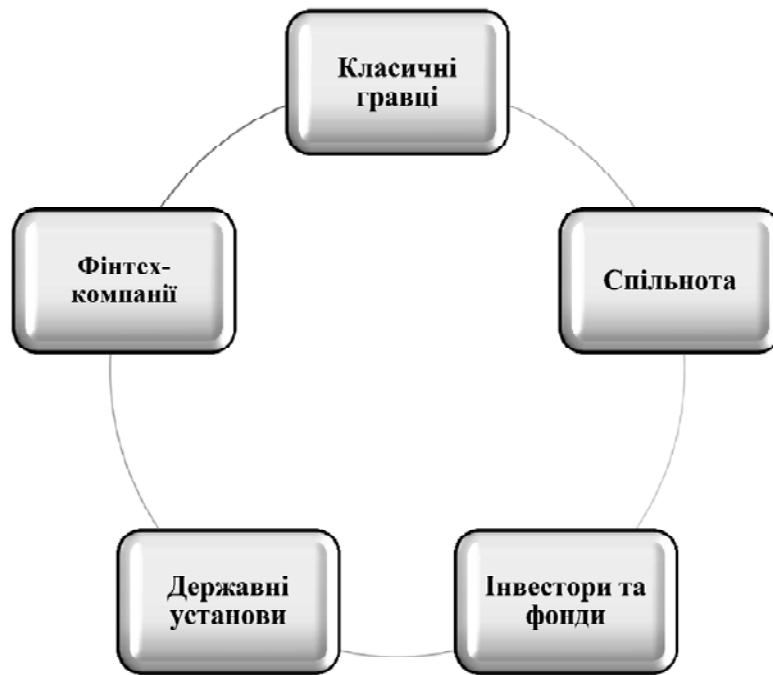 Класичні
гравці
Спільнота
Інвестори та
фонди
Державні
установи
Фінтех-
компанії